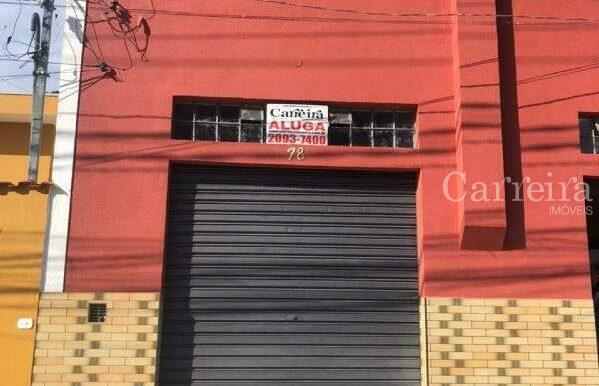 Carreira
ALUGA
2093-7400
78
Carreira
IMÓVEIS